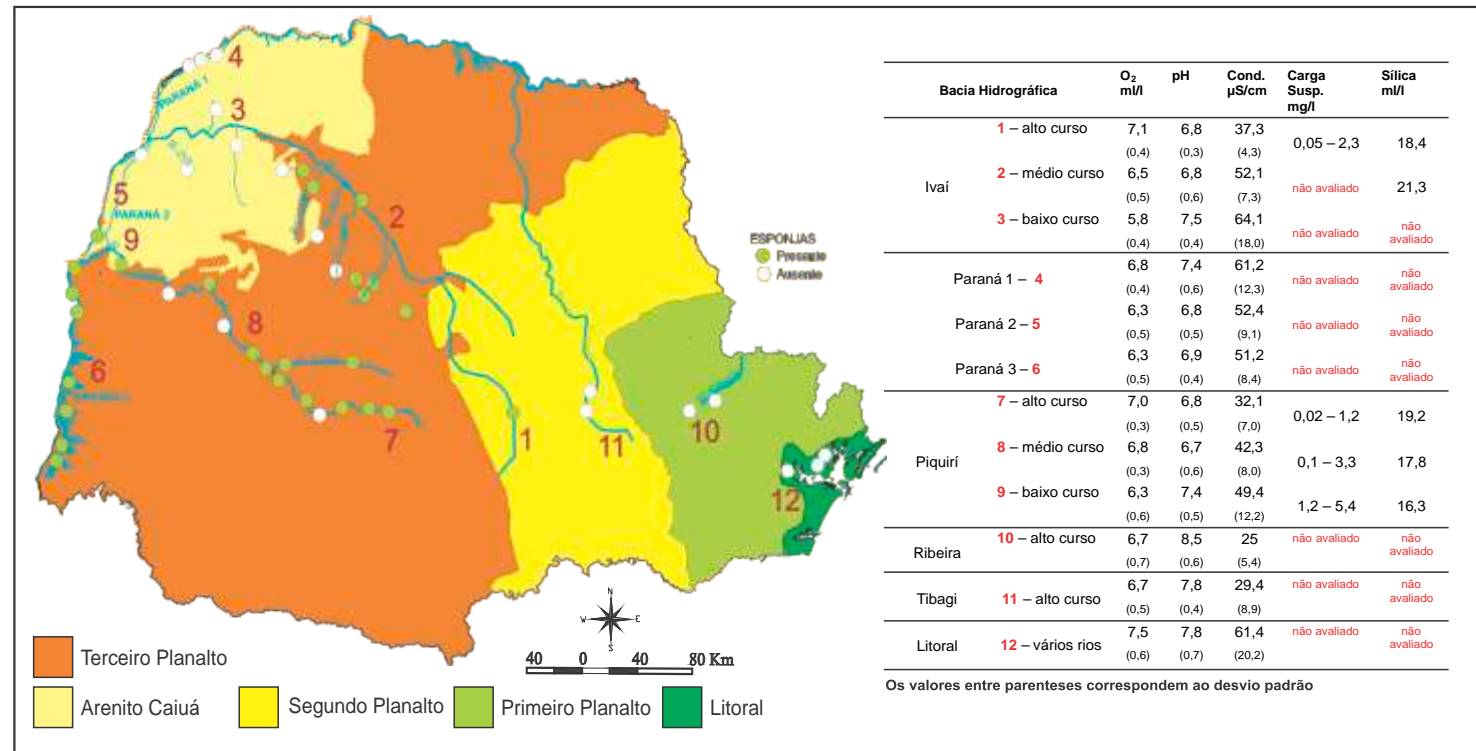 4
PARANÁ 1
3
5
PARANÁ 2
9
2
ESPONJAS
Presente
Ausente
8
6
7
1
11
10
12
N
W E
S
40 0 40 80 Km
Terceiro Planalto
Arenito Caiuá
Segundo Planalto
Primeiro Planalto
Litoral
Bacia Hidrográfica O2 ml/l pH Cond. µS/cm Carga Susp. mg/l Sílica ml/l
1 – alto curso 7,1 6,8 37,3 0,05 – 2,3 18,4
(0,4) (0,3) (4,3)
Ivaí 2 – médio curso 6,5 6,8 52,1 não avaliado 21,3
(0,5) (0,6) (7,3)
3 – baixo curso 5,8 7,5 64,1 não avaliado não avaliado
(0,4) (0,4) (18,0)
Paraná 1 – 4 6,8 7,4 61,2 não avaliado não avaliado
(0,4) (0,6) (12,3)
Paraná 2 – 5 6,3 6,8 52,4 não avaliado não avaliado
(0,5) (0,5) (9,1)
Paraná 3 – 6 6,3 6,9 51,2 não avaliado não avaliado
(0,5) (0,4) (8,4)
7 – alto curso 7,0 6,8 32,1 0,02 – 1,2 19,2
(0,3) (0,5) (7,0)
Piquirí 8 – médio curso 6,8 6,7 42,3 0,1 – 3,3 17,8
(0,3) (0,6) (8,0)
9 – baixo curso 6,3 7,4 49,4 1,2 – 5,4 16,3
(0,6) (0,5) (12,2)
Ribeira 10 – alto curso 6,7 8,5 25 não avaliado não avaliado
(0,7) (0,6) (5,4)
Tibagi 11 – alto curso 6,7 7,8 29,4 não avaliado não avaliado
(0,5) (0,4) (8,9)
Litoral 12 – vários rios 7,5 7,8 61,4 não avaliado não avaliado
(0,6) (0,7) (20,2)
Os valores entre parenteses correspondem ao desvio padrão